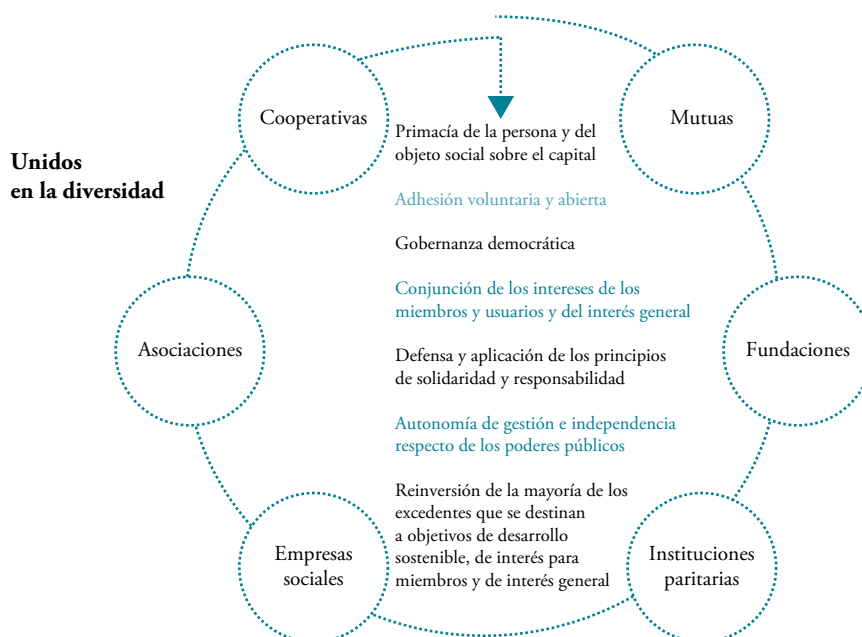 Unidos
en la diversidad
Cooperativas
Mutuas
Asociaciones
Fundaciones
Empresas
sociales
Instituciones
paritarias
Primacía de la persona y del
objeto social sobre el capital
Adhesión voluntaria y abierta
Gobernanza democrática
Conjunción de los intereses de los
miembros y usuarios y del interés general
Defensa y aplicación de los principios
de solidaridad y responsabilidad
Autonomía de gestión e independencia
respecto de los poderes públicos
Reinversión de la mayoría de los
excedentes que se destinan
a objetivos de desarrollo
sostenible, de interés para
miembros y de interés general